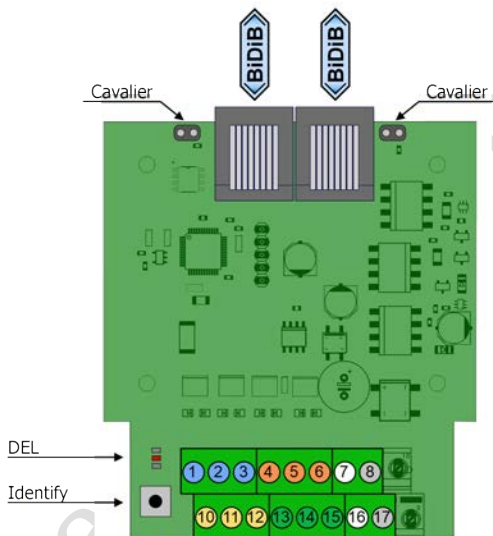 BiDiB BiDiB
Cavalier Cavalier
DEL
1 2 3 4 5 6 7 8
Identify
10 11 12 13 14 15 16 17